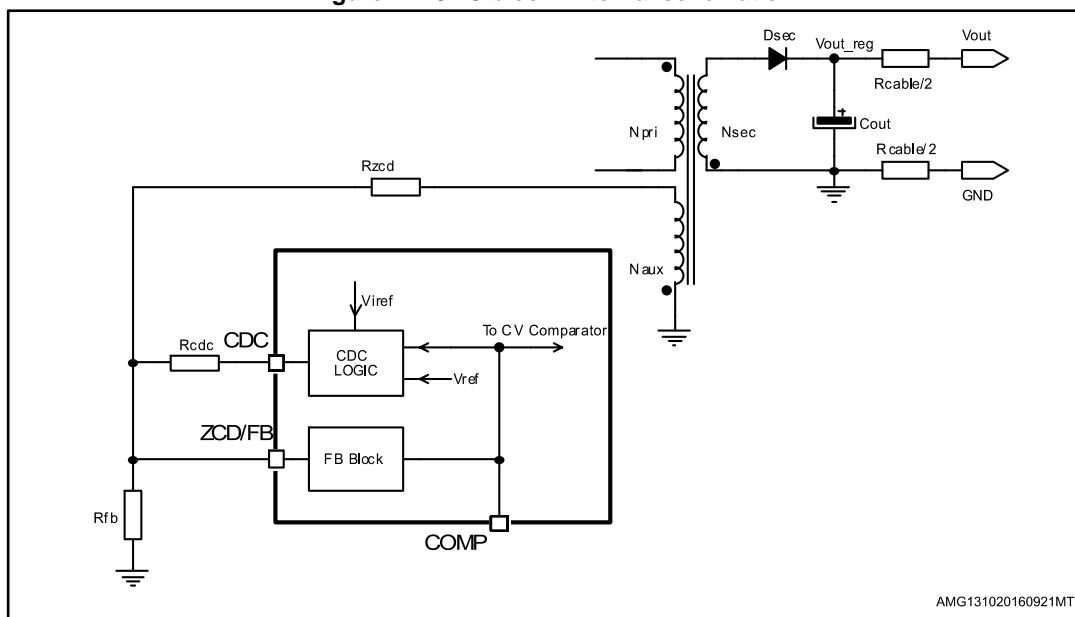 Dsec
Vout_reg
Vout
Rcable/2
Npri
Nsec
Cout
+
Rcable/2
Rzcd
GND
Naux
Viref
To CV Comparator
Rcdc
CDC
CDC
LOGIC
Vref
ZCD/FB
FB Block
Rfb
COMP
AMG131020160921MT